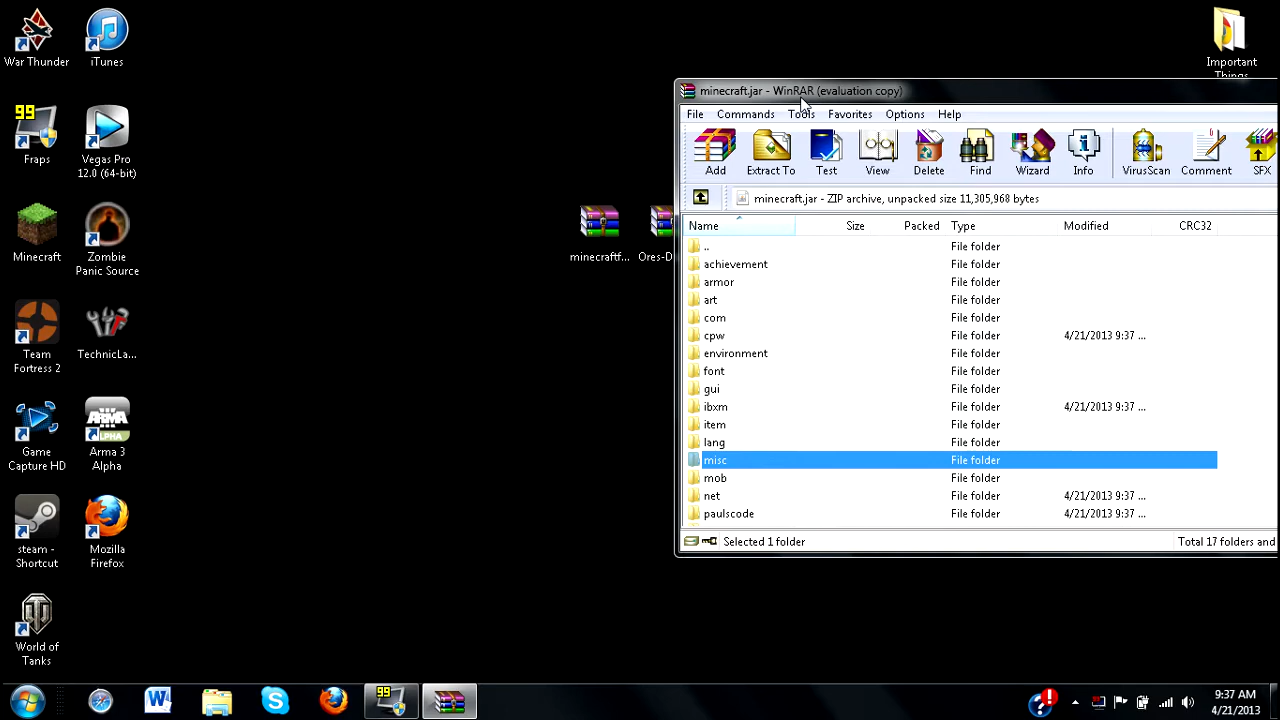 War Thunder
iTunes
99
Fraps
Vegas Pro
12.0 (64-bit)
Minecraft
Zombie
Panic Source
Team
Fortress 2
TechnicLa...
Game
Capture HD
ARMA
ALPHA
Arma 3
Alpha
steam -
Shortcut
Mozilla
Firefox
World of
Tanks
minecraftf...
Ores-D
Important
Things
minecraft.jar - WinRAR (evaluation copy)
File Commands Tools Favorites Options Help
Add Extract To Test View Delete Find Wizard Info VirusScan Comment SFX
minecraft.jar - ZIP archive, unpacked size 11,305,968 bytes
Name Size Packed Type Modified CRC32
.. File folder
achievement File folder
armor File folder
art File folder
com File folder
cpw File folder 4/21/2013 9:37 ...
environment File folder
font File folder
gui File folder
ibxm File folder 4/21/2013 9:37 ...
item File folder
lang File folder
misc File folder
mob File folder
net File folder 4/21/2013 9:37 ...
paulscode File folder 4/21/2013 9:37 ...
Selected 1 folder Total 17 folders and
99
9:37 AM
4/21/2013